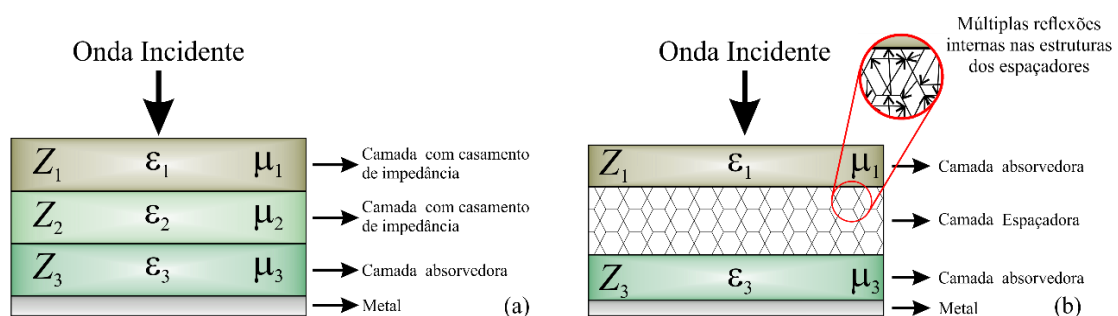 Onda Incidente
Z1 ε1 μ1
Camada com casamento
de impedância
Z2 ε2 μ2
Camada com casamento
de impedância
Z3 ε3 μ3
Camada absorvedora
Metal
(a)
Múltiplas reflexões
internas nas estruturas
dos espaçadores
Onda Incidente
Z1 ε1 μ1
Camada absorvedora
Camada Espaçadora
Z3 ε3 μ3
Camada absorvedora
Metal
(b)